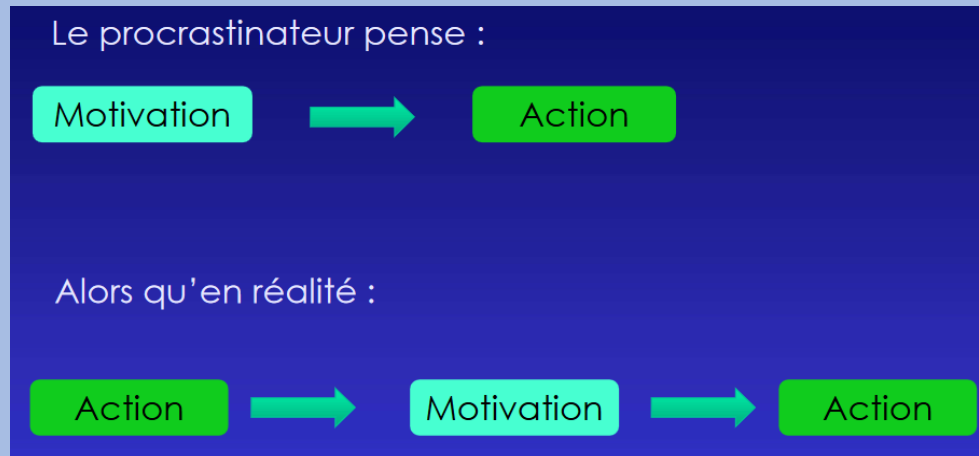 Le procrastinateur pense :
Motivation Action
Alors qu'en réalité :
Action Motivation Action